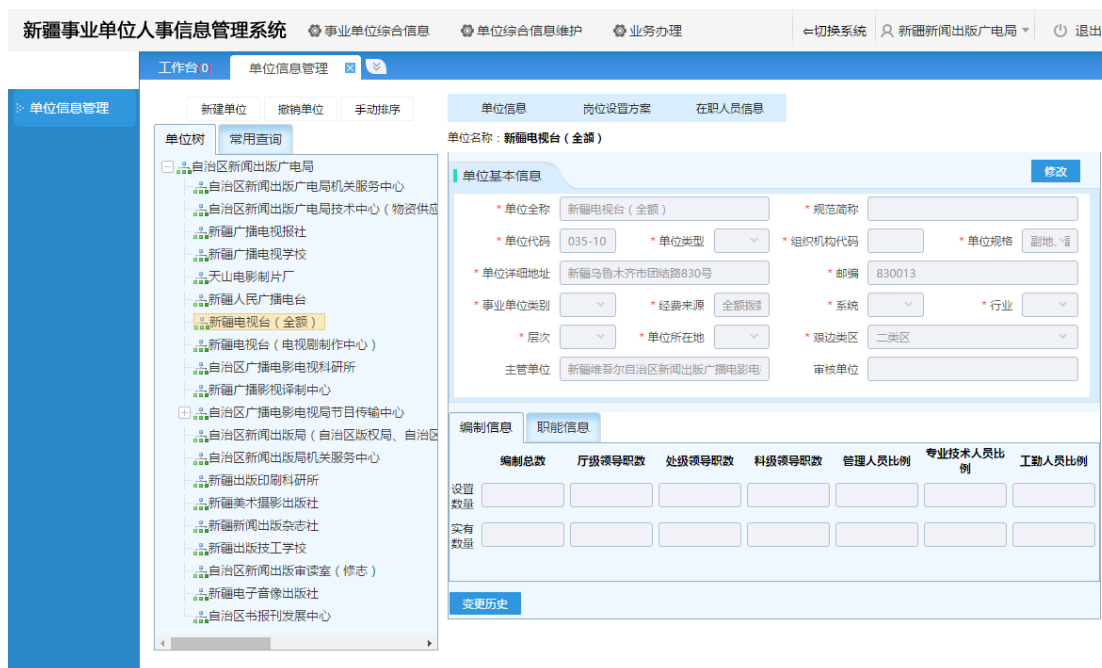 新疆事业单位人事信息管理系统 事业单位综合信息 单位综合信息维护 业务办理 ⇐切换系统 新疆新闻出版广电局 退出
工作台(0) 单位信息管理
单位信息管理
新建单位 撤销单位 手动排序
单位树 常用查询
自治区新闻出版广电局
自治区新闻出版广电局机关服务中心
自治区新闻出版广电局技术中心（物资供应
新疆广播电视报社
新疆广播电视学校
天山电影制片厂
新疆人民广播电台
新疆电视台（全额）
新疆电视台（电视剧制作中心）
自治区广播电影电视科研所
新疆广播影视译制中心
自治区广播电影电视局节目传输中心
自治区新闻出版局（自治区版权局、自治区
自治区新闻出版局机关服务中心
新疆出版印刷科研所
新疆美术摄影出版社
新疆新闻出版杂志社
新疆出版技工学校
自治区新闻出版审读室（修志）
新疆电子音像出版社
自治区书报刊发展中心
单位信息 岗位设置方案 在职人员信息
单位名称：新疆电视台（全额）
单位基本信息 修改
* 单位全称 新疆电视台（全额） * 规范简称
* 单位代码 035-10 * 单位类型 * 组织机构代码 * 单位规格 副地、
* 单位详细地址 新疆乌鲁木齐市团结路830号 * 邮编 830013
* 事业单位类别 * 经费来源 全额拨 * 系统 * 行业
* 层次 * 单位所在地 * 艰边类区 二类区
主管单位 新疆维吾尔自治区新闻出版广播电影电 审核单位
编制信息 职能信息
编制总数 厅级领导职数 处级领导职数 科级领导职数 管理人员比例 专业技术人员比例 工勤人员比例
设置数量
实有数量
变更历史